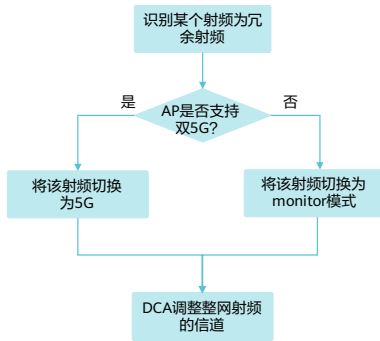 识别某个射频为冗
余射频
是
AP是否支持
双5G?
否
将该射频切换
为5G
将该射频切换为
monitor模式
DCA调整整网射频
的信道